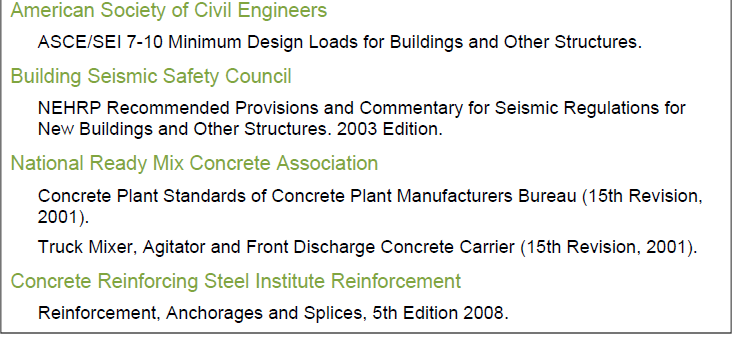 American Society of Civil Engineers
ASCE/SEI 7-10 Minimum Design Loads for Buildings and Other Structures.
Building Seismic Safety Council
NEHRP Recommended Provisions and Commentary for Seismic Regulations for
New Buildings and Other Structures. 2003 Edition.
National Ready Mix Concrete Association
Concrete Plant Standards of Concrete Plant Manufacturers Bureau (15th Revision,
2001).
Truck Mixer, Agitator and Front Discharge Concrete Carrier (15th Revision, 2001).
Concrete Reinforcing Steel Institute Reinforcement
Reinforcement, Anchorages and Splices, 5th Edition 2008.